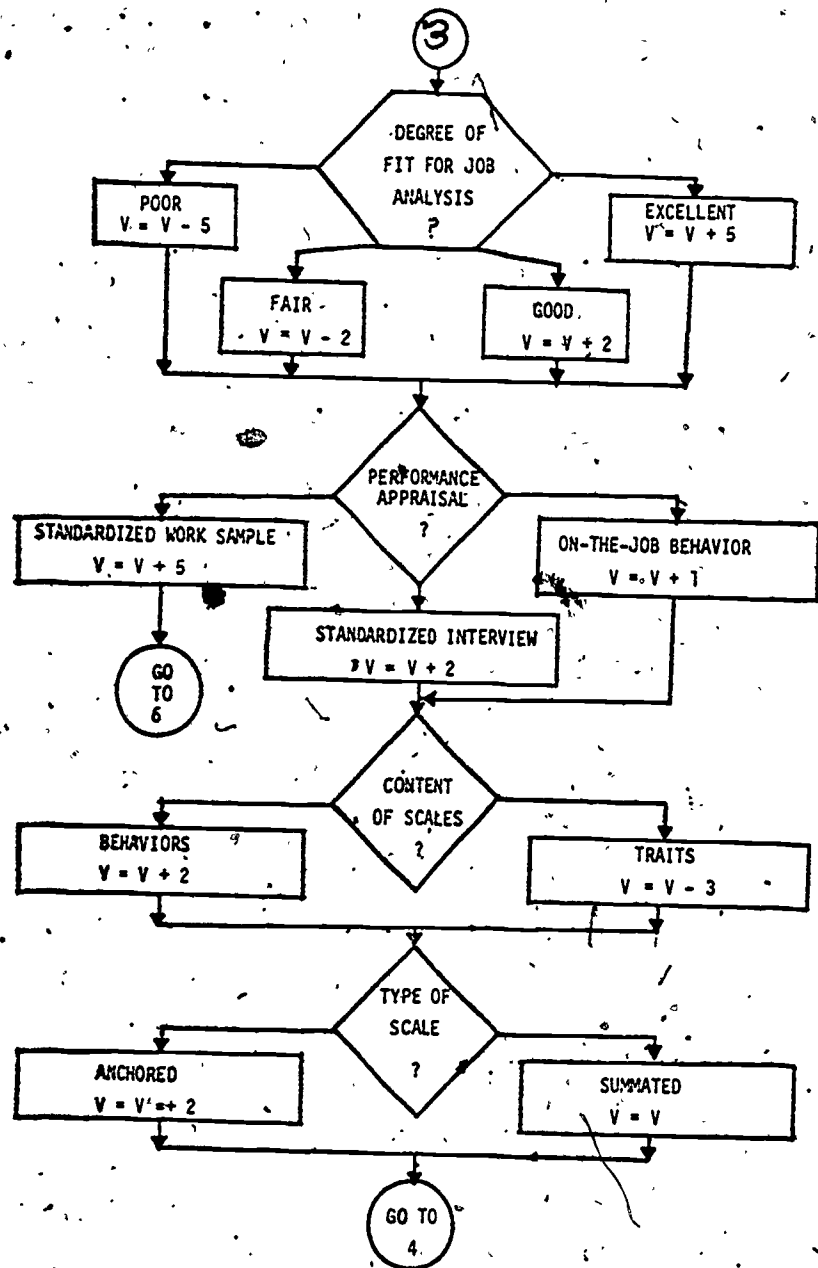 3
DEGREE OF
FIT FOR JOB
ANALYSIS
?
POOR
V = V - 5
EXCELLENT
V = V + 5
FAIR
V = V - 2
GOOD
V = V + 2
PERFORMANCE
APPRAISAL
?
STANDARDIZED WORK SAMPLE
V = V + 5
ON-THE-JOB BEHAVIOR
V = V + 1
STANDARDIZED INTERVIEW
V = V + 2
GO
TO
6
CONTENT
OF SCALES
?
BEHAVIORS
V = V + 2
TRAITS
V = V - 3
TYPE OF
SCALE
?
ANCHORED
V = V = + 2
SUMMATED
V = V
GO TO
4